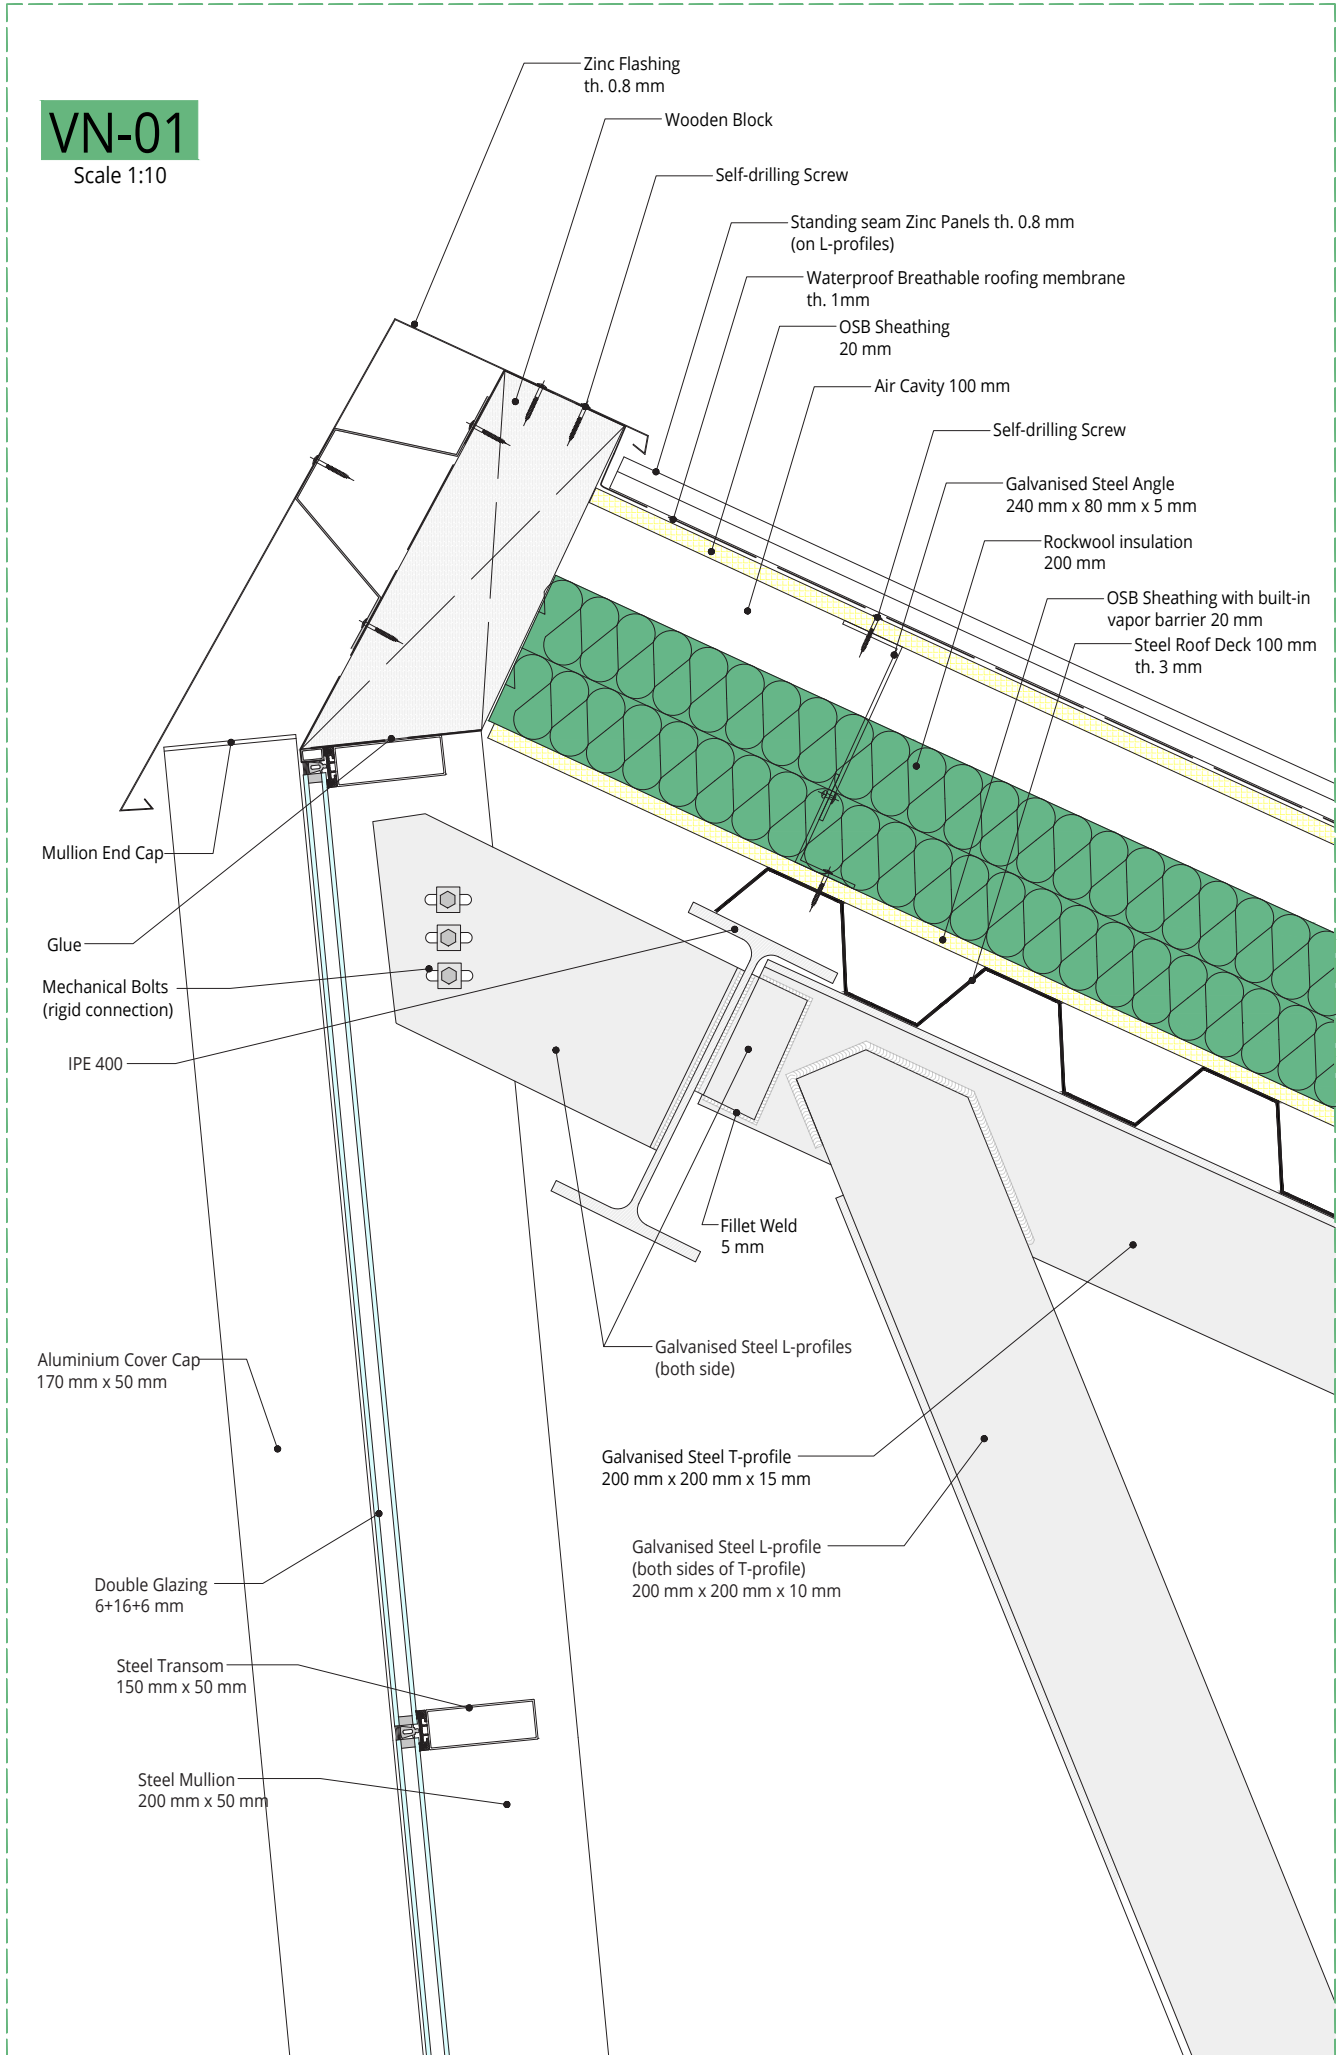 VN-01
Scale 1:10
Zinc Flashing
th. 0.8 mm
Wooden Block
Self-drilling Screw
Standing seam Zinc Panels th. 0.8 mm
(on L-profiles)
Waterproof Breathable roofing membrane
th. 1mm
OSB Sheathing
20 mm
Air Cavity 100 mm
Self-drilling Screw
Galvanised Steel Angle
240 mm x 80 mm x 5 mm
Rockwool insulation
200 mm
OSB Sheathing with built-in
vapor barrier 20 mm
Steel Roof Deck 100 mm
th. 3 mm
Mullion End Cap
Glue
Mechanical Bolts
(rigid connection)
IPE 400
Fillet Weld
5 mm
Galvanised Steel L-profiles
(both side)
Aluminium Cover Cap
170 mm x 50 mm
Galvanised Steel T-profile
200 mm x 200 mm x 15 mm
Galvanised Steel L-profile
(both sides of T-profile)
200 mm x 200 mm x 10 mm
Double Glazing
6+16+6 mm
Steel Transom
150 mm x 50 mm
Steel Mullion
200 mm x 50 mm